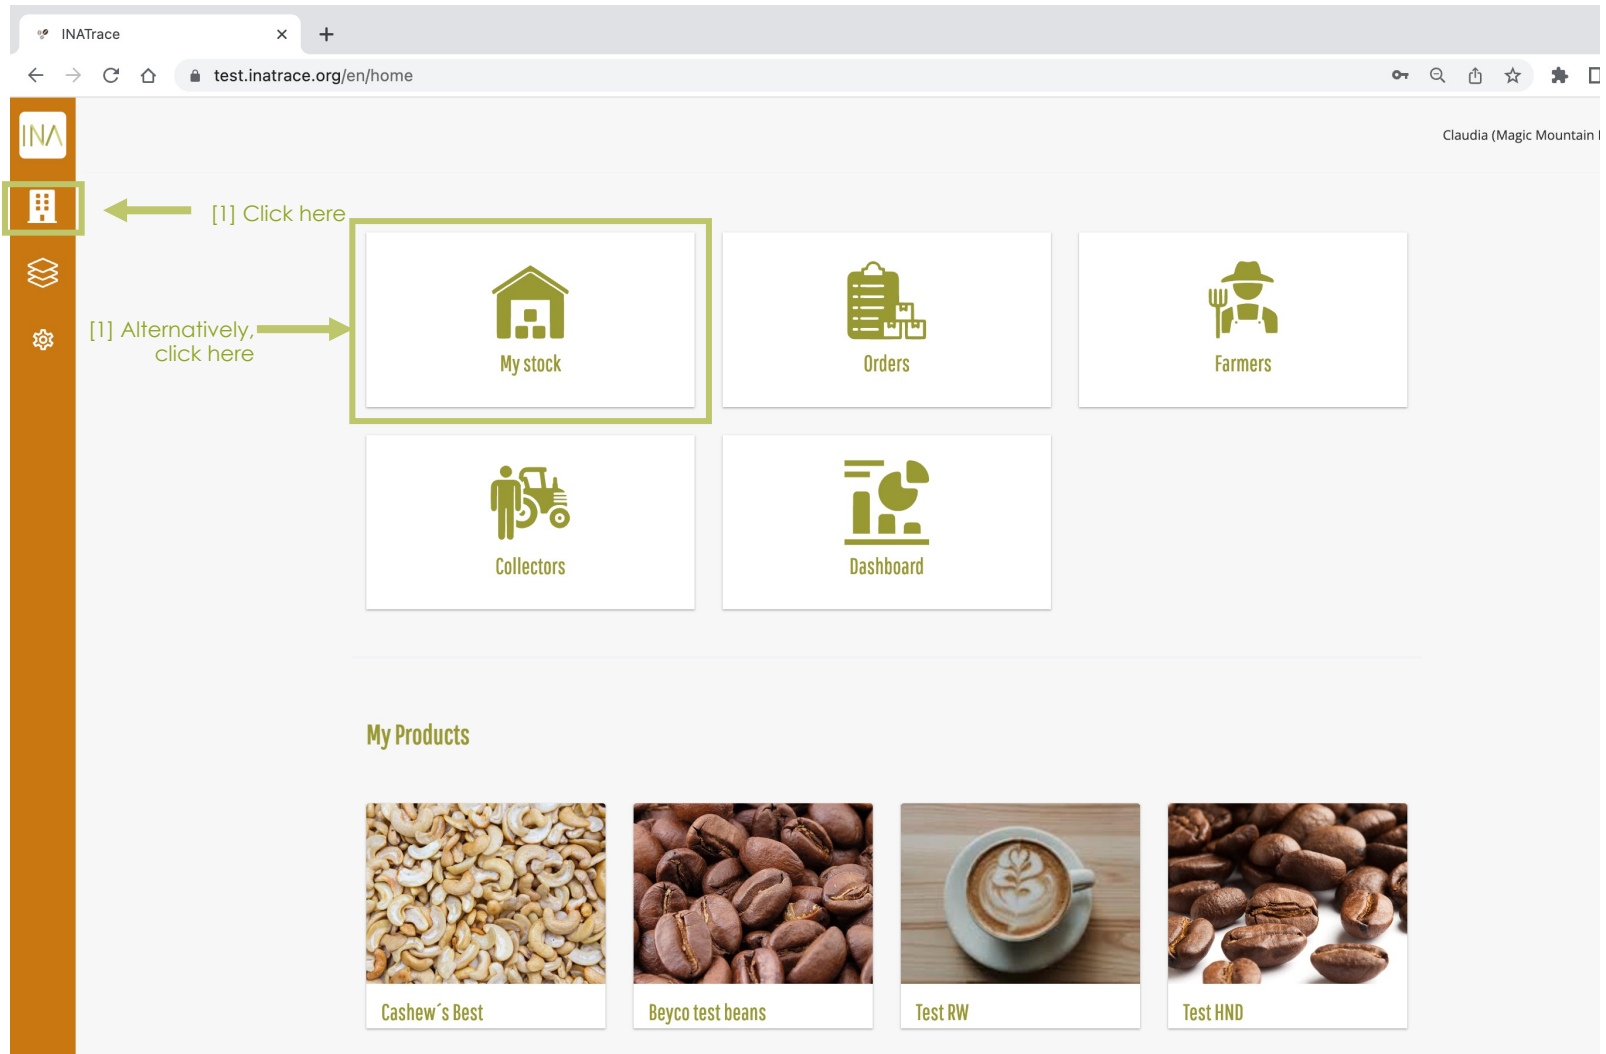 INATrace
test.inatrace.org/en/home
INA
Claudia (Magic Mountain
[1] Click here
[1] Alternatively,
click here
My stock
Orders
Farmers
Collectors
Dashboard
My Products
Cashew´s Best
Beyco test beans
Test RW
Test HND